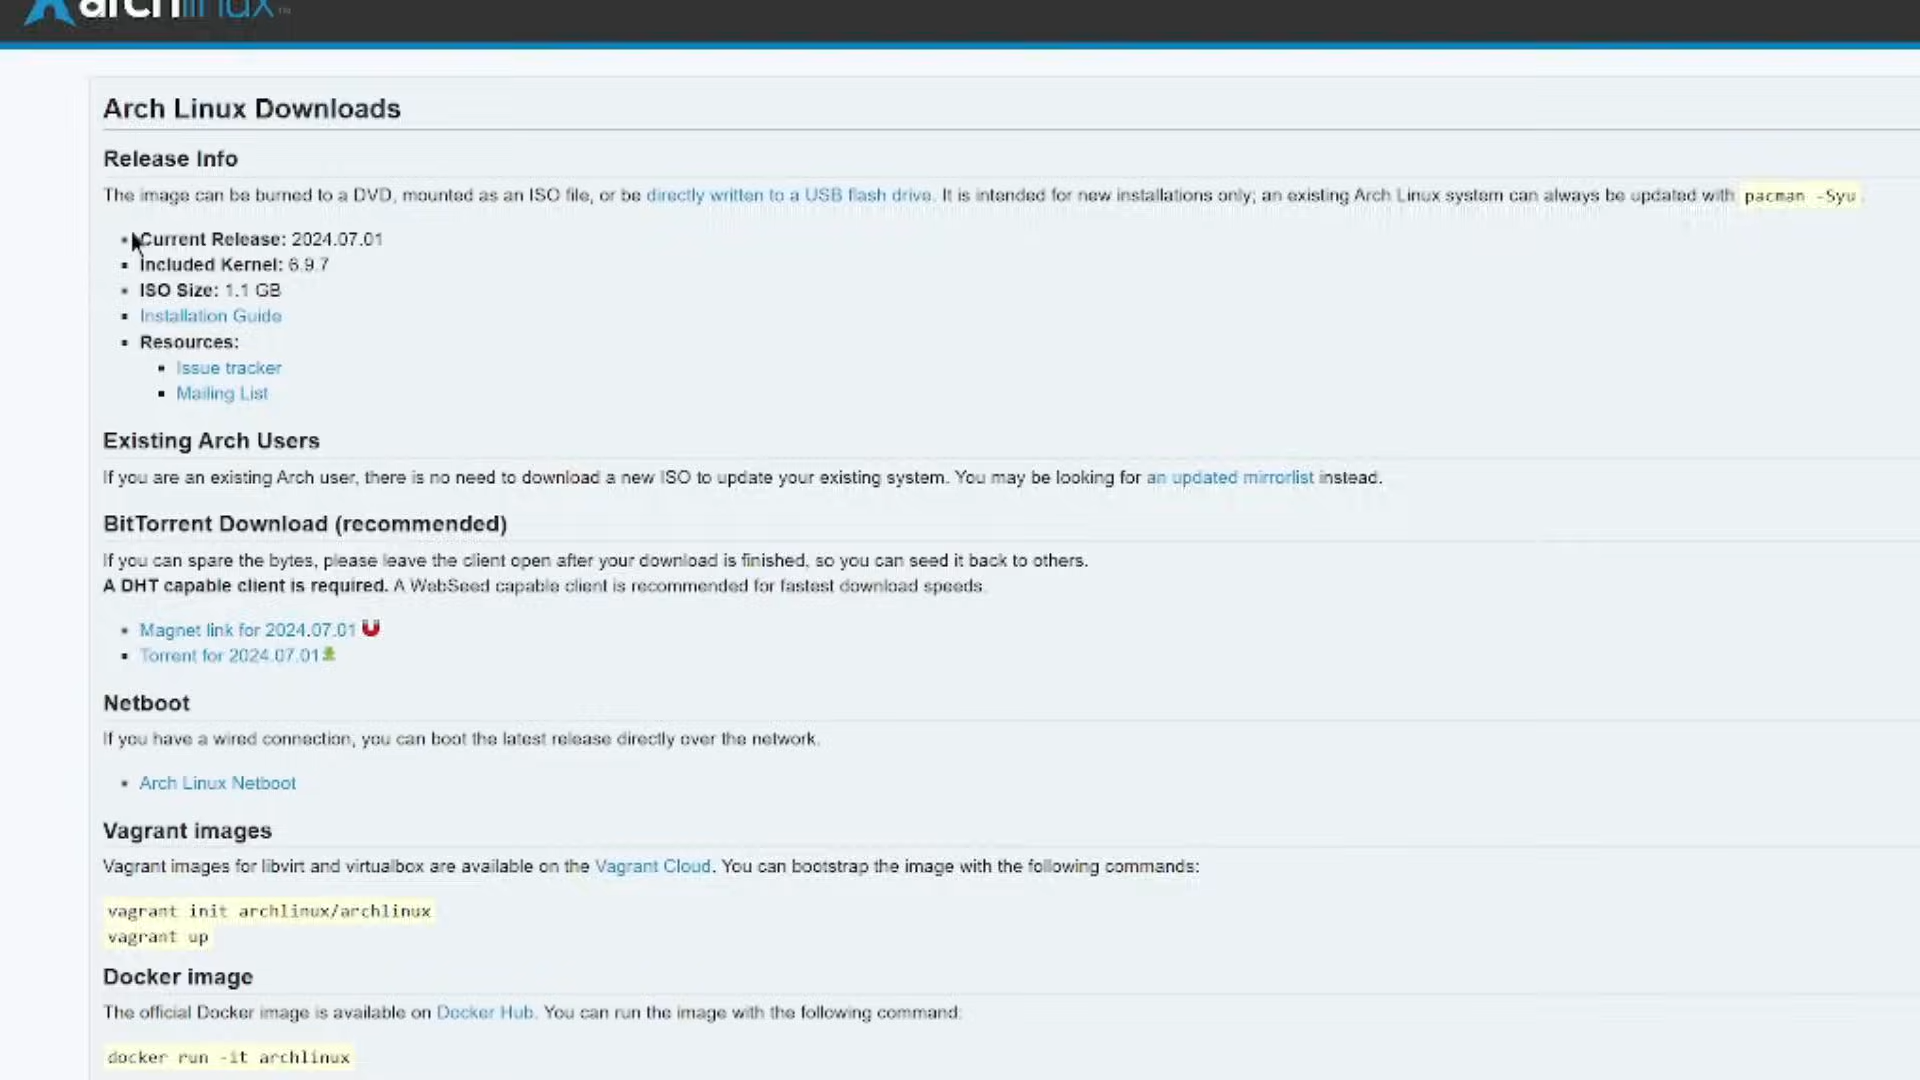 archlinux
Arch Linux Downloads
Release Info
The image can be burned to a DVD, mounted as an ISO file, or be directly written to a USB flash drive. It is intended for new installations only; an existing Arch Linux system can always be updated with pacman -Syu.
Current Release: 2024.07.01
Included Kernel: 6.9.7
ISO Size: 1.1 GB
Installation Guide
Resources:
Issue tracker
Mailing List
Existing Arch Users
If you are an existing Arch user, there is no need to download a new ISO to update your existing system. You may be looking for an updated mirrorlist instead.
BitTorrent Download (recommended)
If you can spare the bytes, please leave the client open after your download is finished, so you can seed it back to others.
A DHT capable client is required. A WebSeed capable client is recommended for fastest download speeds.
Magnet link for 2024.07.01
Torrent for 2024.07.01
Netboot
If you have a wired connection, you can boot the latest release directly over the network.
Arch Linux Netboot
Vagrant images
Vagrant images for libvirt and virtualbox are available on the Vagrant Cloud. You can bootstrap the image with the following commands:
vagrant init archlinux/archlinux
vagrant up
Docker image
The official Docker image is available on Docker Hub. You can run the image with the following command:
docker run -it archlinux